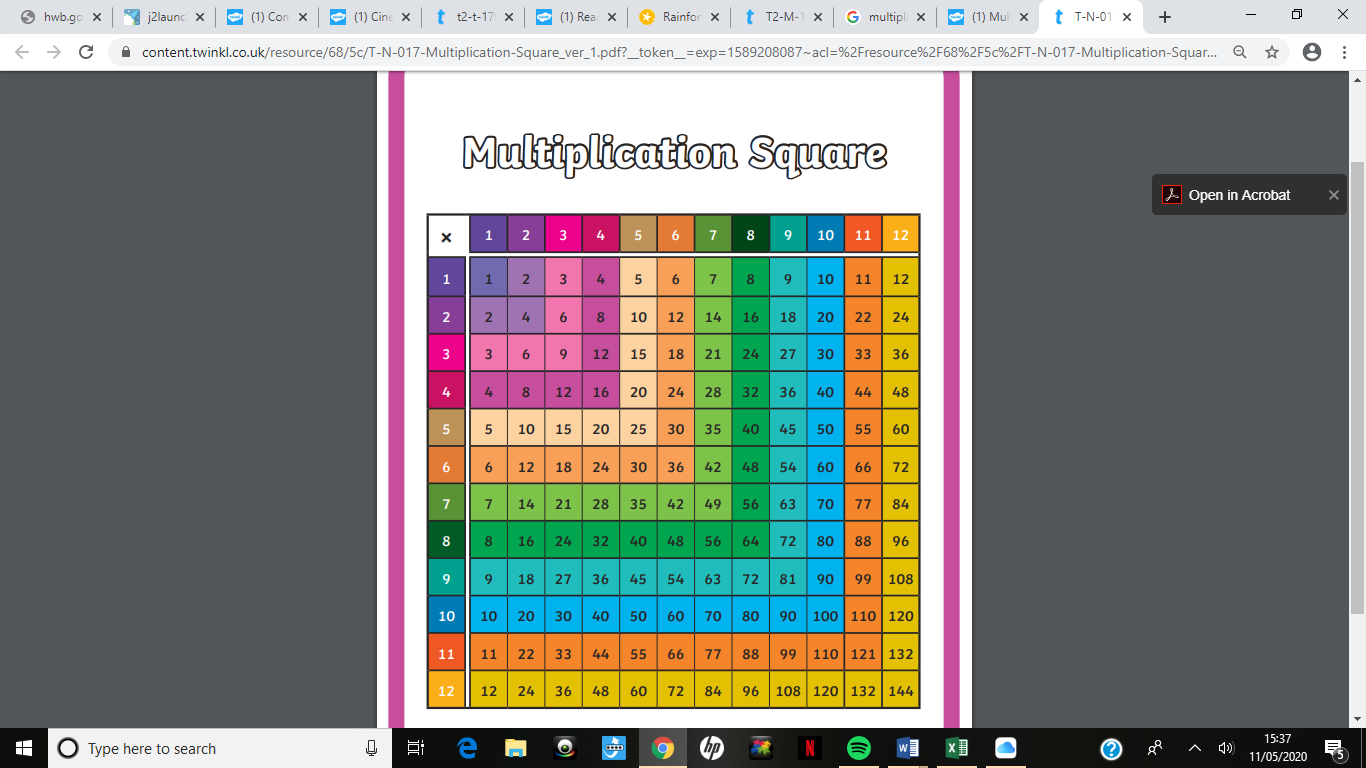 hwb.go
j2launc
(1) Con
(1) Cine
t2-t-17
(1) Rea
Rainfor
T2-M-1
multipli
(1) Mul
T-N-01
content.twinkl.co.uk/resource/68/5c/T-N-017-Multiplication-Square_ver_1.pdf?__token__=exp=1589208087~acl=%2Fresource%2F68%2F5c%2FT-N-017-Multiplication-Squar...
Multiplication Square
Open in Acrobat
× 1 2 3 4 5 6 7 8 9 10 11 12
1 1 2 3 4 5 6 7 8 9 10 11 12
2 2 4 6 8 10 12 14 16 18 20 22 24
3 3 6 9 12 15 18 21 24 27 30 33 36
4 4 8 12 16 20 24 28 32 36 40 44 48
5 5 10 15 20 25 30 35 40 45 50 55 60
6 6 12 18 24 30 36 42 48 54 60 66 72
7 7 14 21 28 35 42 49 56 63 70 77 84
8 8 16 24 32 40 48 56 64 72 80 88 96
9 9 18 27 36 45 54 63 72 81 90 99 108
10 10 20 30 40 50 60 70 80 90 100 110 120
11 11 22 33 44 55 66 77 88 99 110 121 132
12 12 24 36 48 60 72 84 96 108 120 132 144
Type here to search
hp
N
15:37
11/05/2020
5